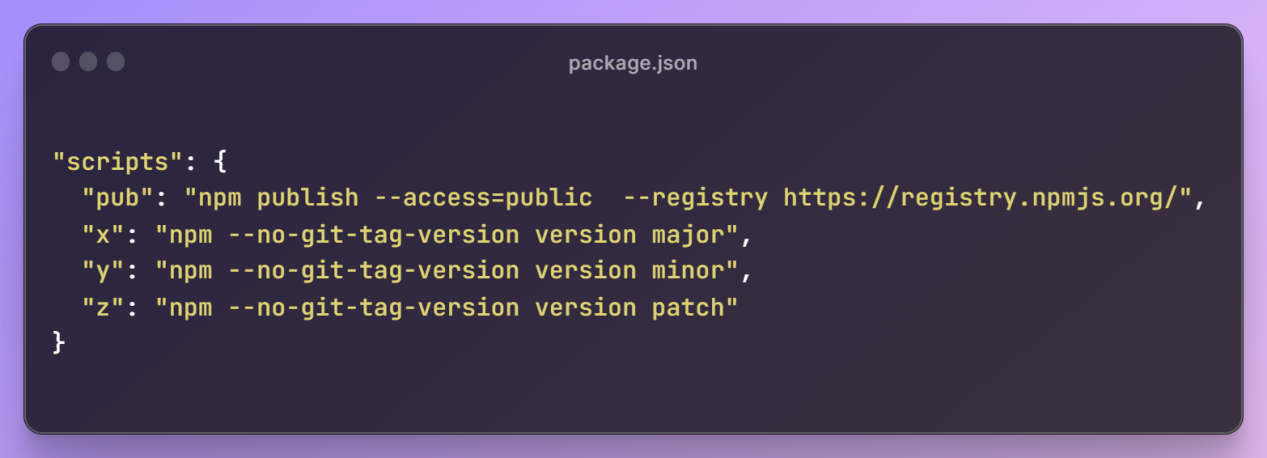 package.json
"scripts": {
  "pub": "npm publish --access=public  --registry https://registry.npmjs.org/",
  "x": "npm --no-git-tag-version version major",
  "y": "npm --no-git-tag-version version minor",
  "z": "npm --no-git-tag-version version patch"
}